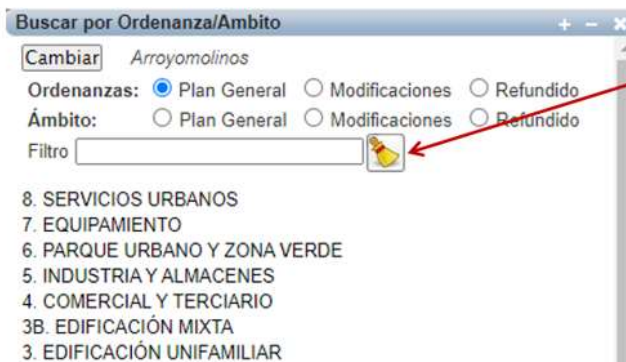 Buscar por Ordenanza/Ambito + − ×
Cambiar Arroyomolinos
Ordenanzas: Plan General Modificaciones Refundido
Ámbito: Plan General Modificaciones Refundido
Filtro
8. SERVICIOS URBANOS
7. EQUIPAMIENTO
6. PARQUE URBANO Y ZONA VERDE
5. INDUSTRIA Y ALMACENES
4. COMERCIAL Y TERCIARIO
3B. EDIFICACIÓN MIXTA
3. EDIFICACIÓN UNIFAMILIAR